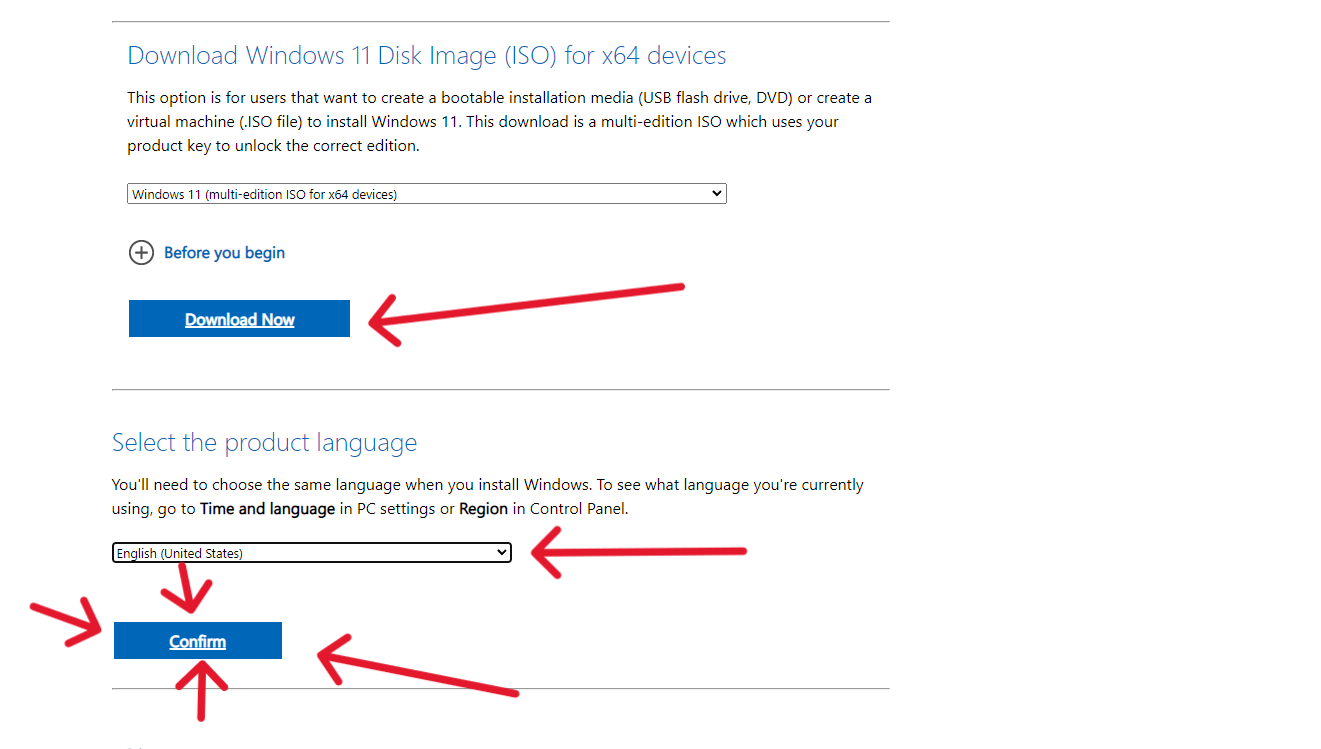 Download Windows 11 Disk Image (ISO) for x64 devices
This option is for users that want to create a bootable installation media (USB flash drive, DVD) or create a
virtual machine (.ISO file) to install Windows 11. This download is a multi-edition ISO which uses your
product key to unlock the correct edition.
Windows 11 (multi-edition ISO for x64 devices)
Before you begin
Download Now
Select the product language
You'll need to choose the same language when you install Windows. To see what language you're currently
using, go to Time and language in PC settings or Region in Control Panel.
English (United States)
Confirm